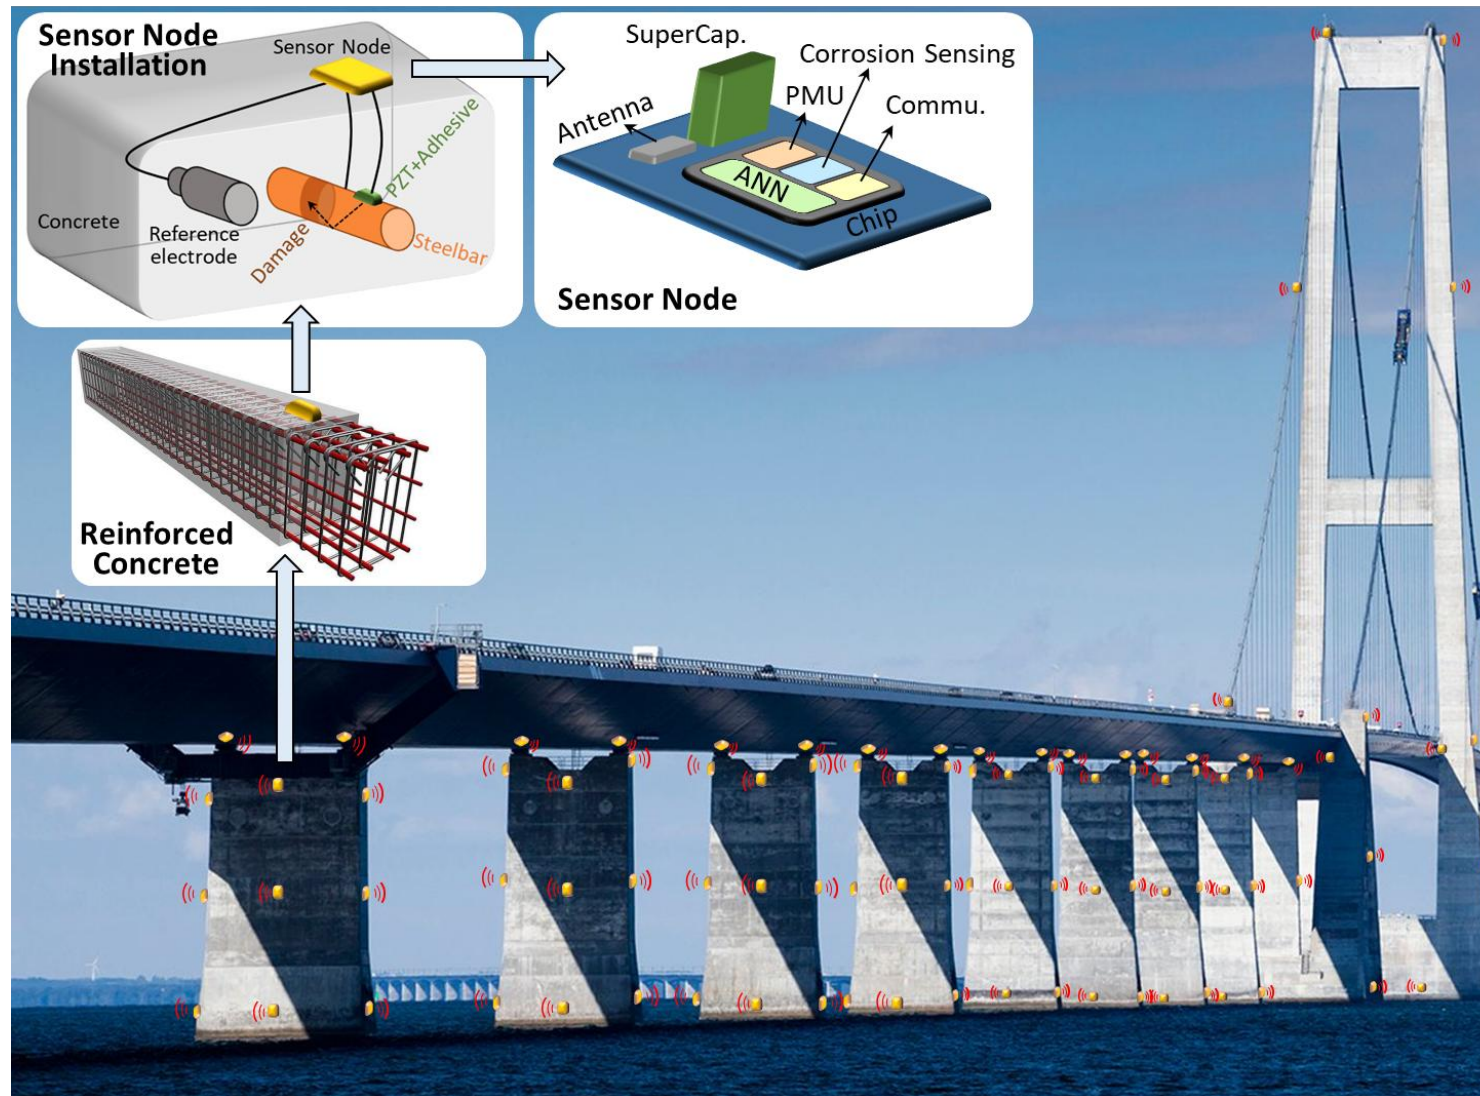 Sensor Node
Installation
Sensor Node
PZT+Adhesive
Concrete
Reference
electrode
Damage
Steelbar
SuperCap.
Corrosion Sensing
PMU
Commu.
Antenna
ANN
Chip
Sensor Node
Reinforced
Concrete